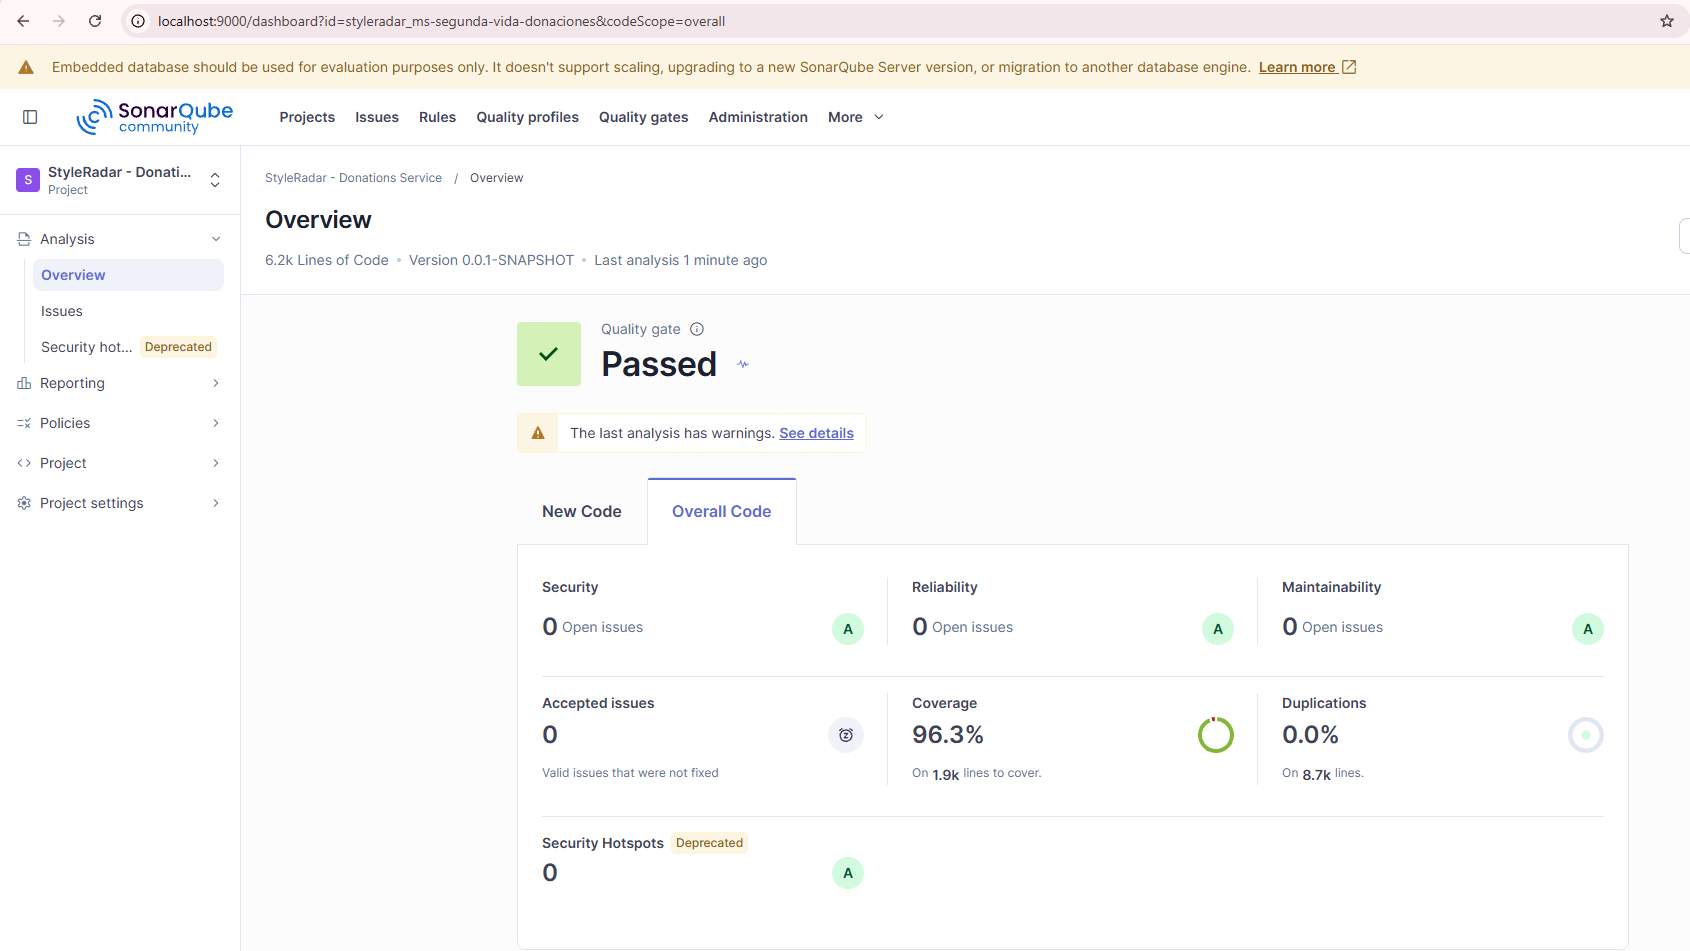 localhost:9000/dashboard?id=styleradar_ms-segunda-vida-donaciones&codeScope=overall
Embedded database should be used for evaluation purposes only. It doesn't support scaling, upgrading to a new SonarQube Server version, or migration to another database engine. Learn more
SonarQube community
Projects Issues Rules Quality profiles Quality gates Administration More
S StyleRadar - Donati...
Project
Analysis
Overview
Issues
Security hot... Deprecated
Reporting
Policies
Project
Project settings
StyleRadar - Donations Service / Overview
Overview
6.2k Lines of Code • Version 0.0.1-SNAPSHOT • Last analysis 1 minute ago
Quality gate
Passed
The last analysis has warnings. See details
New Code Overall Code
Security
0 Open issues A
Reliability
0 Open issues A
Maintainability
0 Open issues A
Accepted issues
0
Valid issues that were not fixed
Coverage
96.3%
On 1.9k lines to cover.
Duplications
0.0%
On 8.7k lines.
Security Hotspots Deprecated
0 A